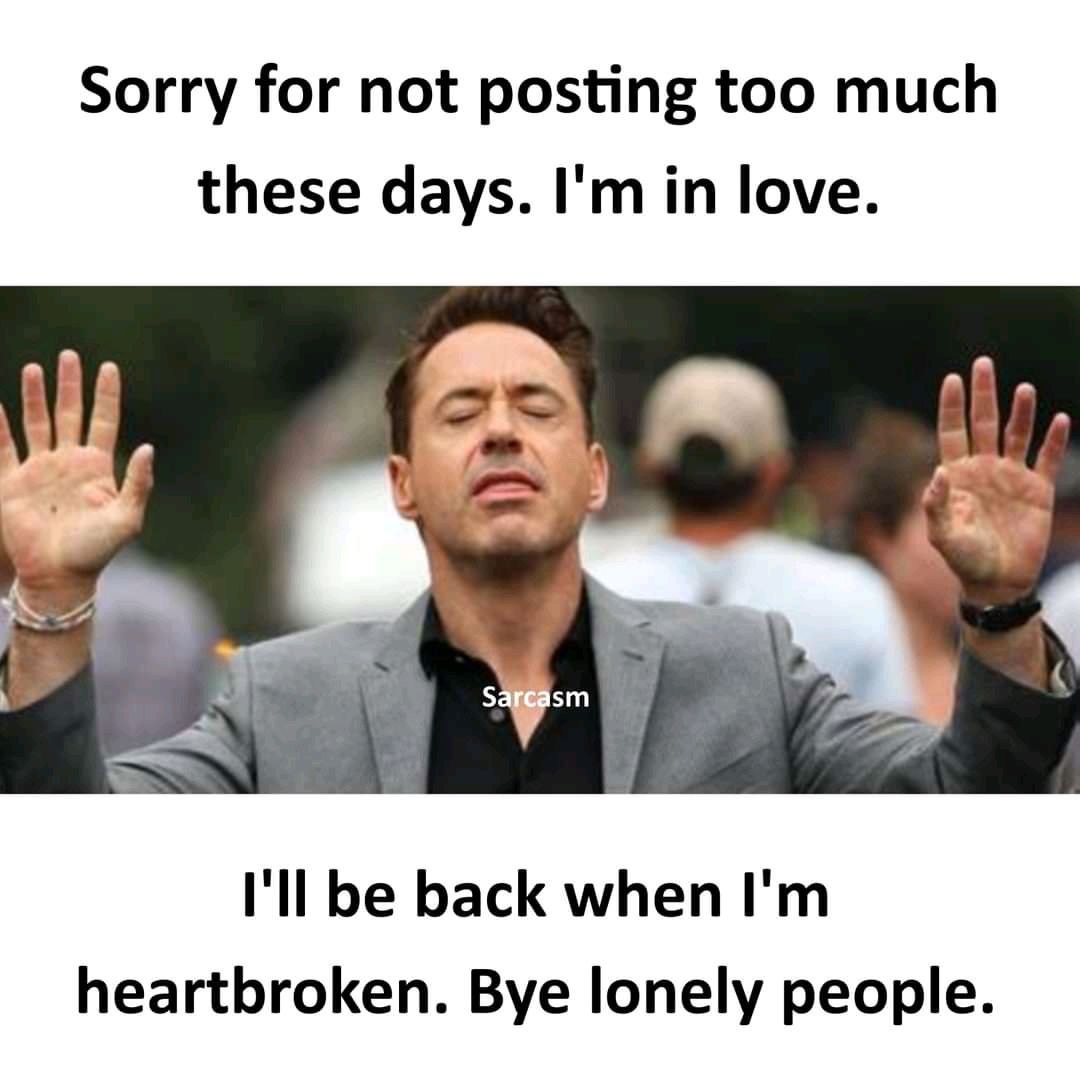 Sorry for not posting too much
these days. I'm in love.
Sarcasm
I'll be back when I'm
heartbroken. Bye lonely people.